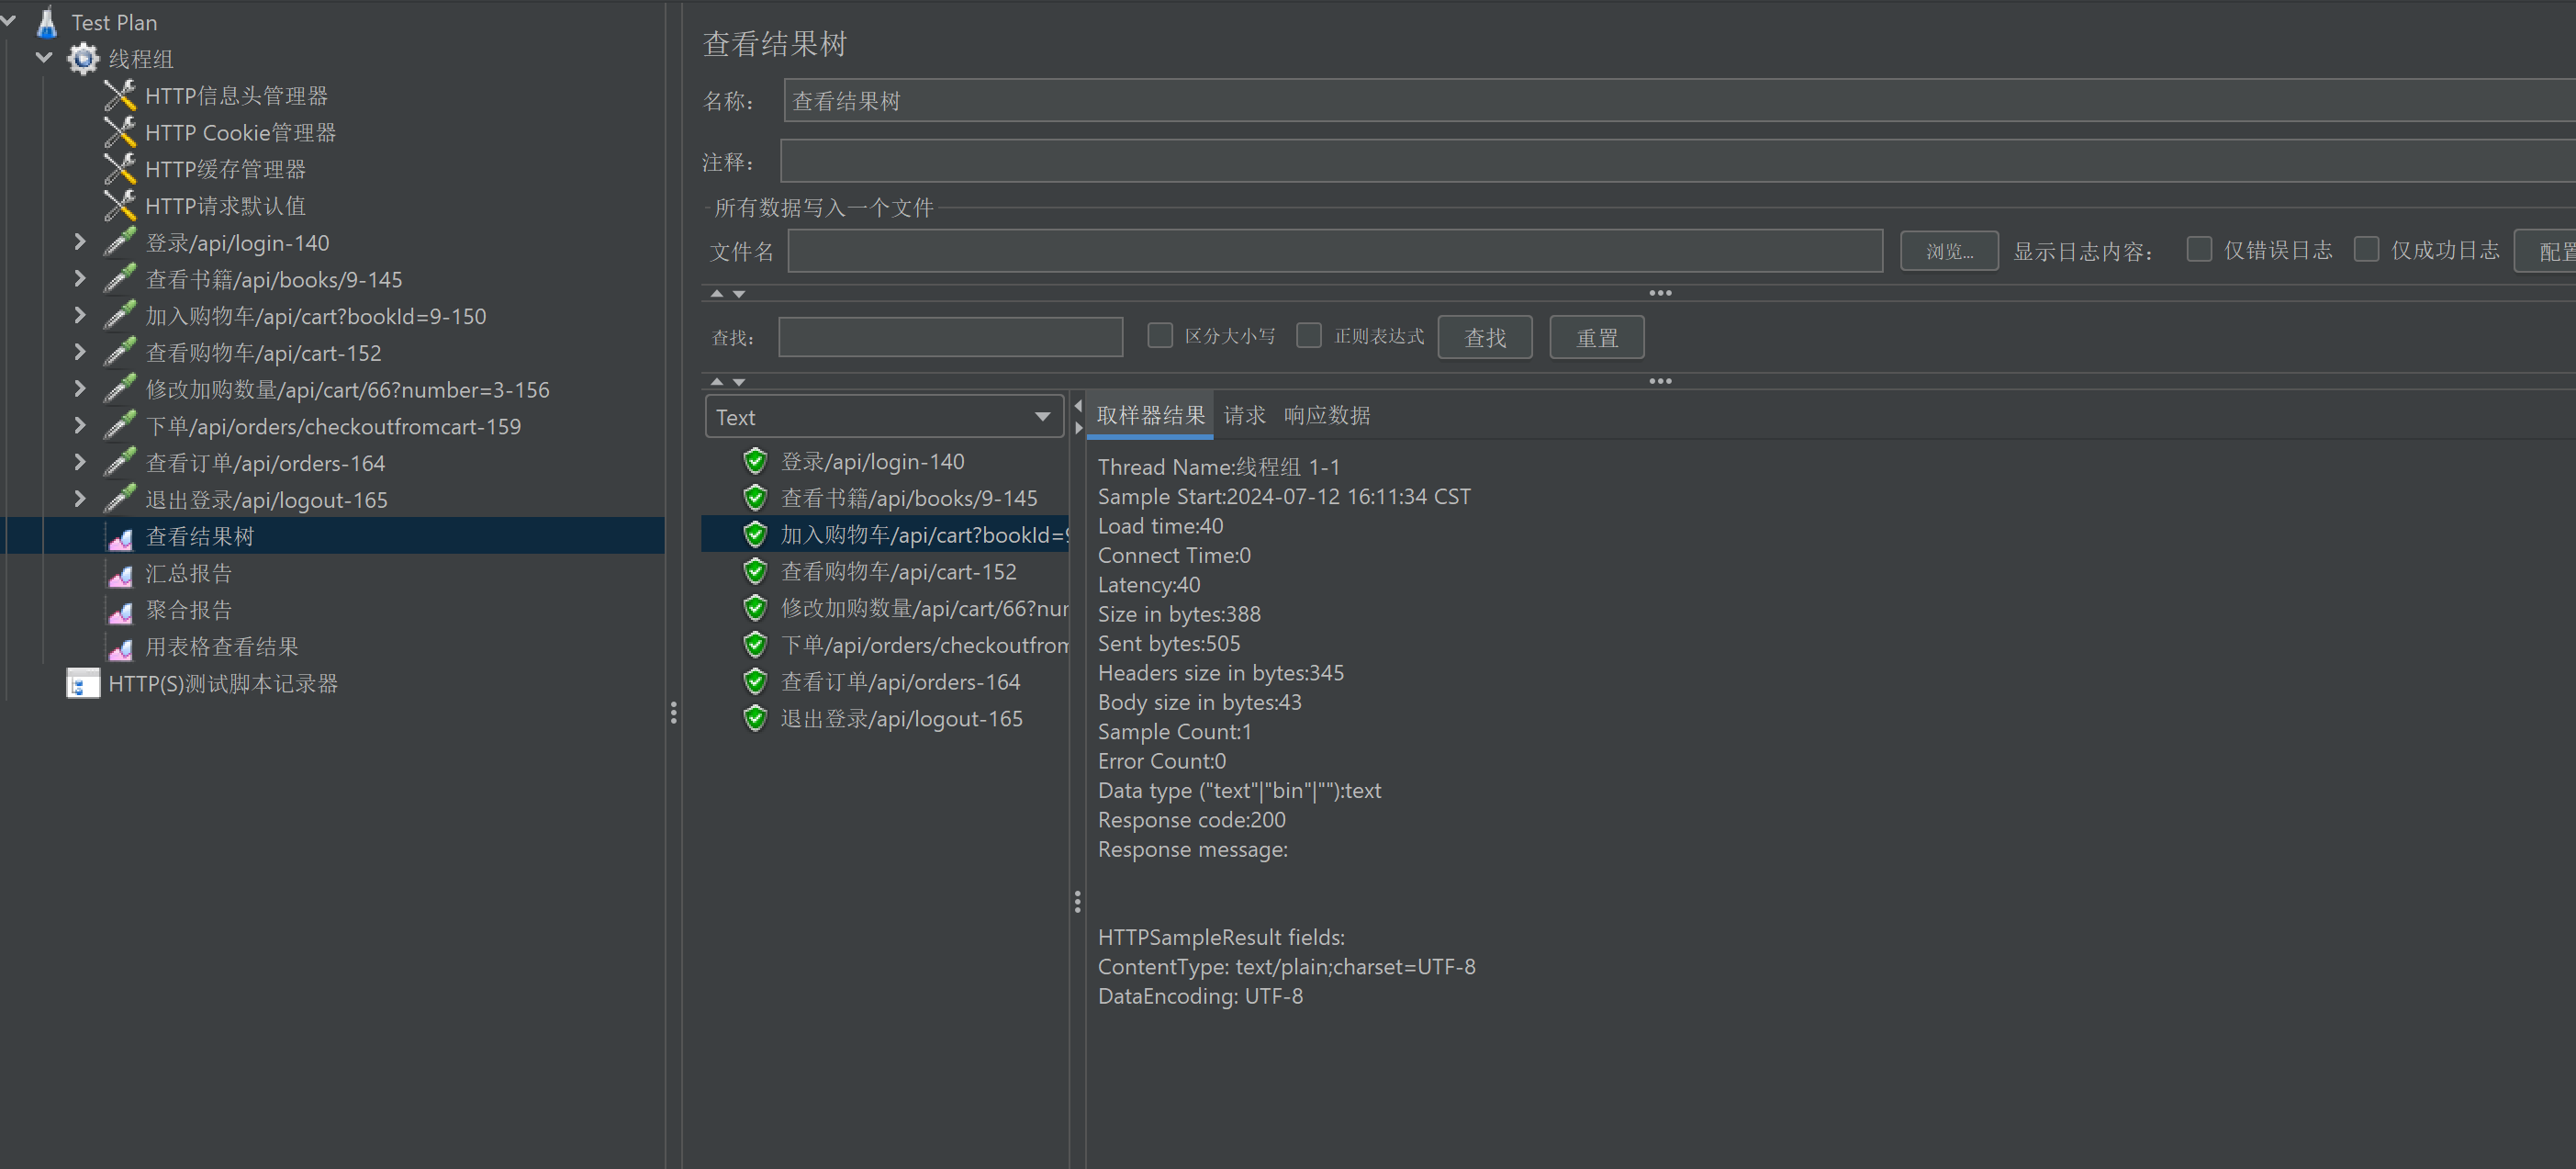 Test Plan
线程组
HTTP信息头管理器
HTTP Cookie管理器
HTTP缓存管理器
HTTP请求默认值
登录/api/login-140
查看书籍/api/books/9-145
加入购物车/api/cart?bookId=9-150
查看购物车/api/cart-152
修改加购数量/api/cart/66?number=3-156
下单/api/orders/checkoutfromcart-159
查看订单/api/orders-164
退出登录/api/logout-165
查看结果树
汇总报告
聚合报告
用表格查看结果
HTTP(S)测试脚本记录器
查看结果树
名称： 查看结果树
注释：
所有数据写入一个文件
文件名 浏览... 显示日志内容： 仅错误日志 仅成功日志 配置
查找： 区分大小写 正则表达式 查找 重置
Text
登录/api/login-140
查看书籍/api/books/9-145
加入购物车/api/cart?bookId=9
查看购物车/api/cart-152
修改加购数量/api/cart/66?num
下单/api/orders/checkoutfrom
查看订单/api/orders-164
退出登录/api/logout-165
取样器结果 请求 响应数据
Thread Name:线程组 1-1
Sample Start:2024-07-12 16:11:34 CST
Load time:40
Connect Time:0
Latency:40
Size in bytes:388
Sent bytes:505
Headers size in bytes:345
Body size in bytes:43
Sample Count:1
Error Count:0
Data type ("text"|"bin"|""):text
Response code:200
Response message:
HTTPSampleResult fields:
ContentType: text/plain;charset=UTF-8
DataEncoding: UTF-8